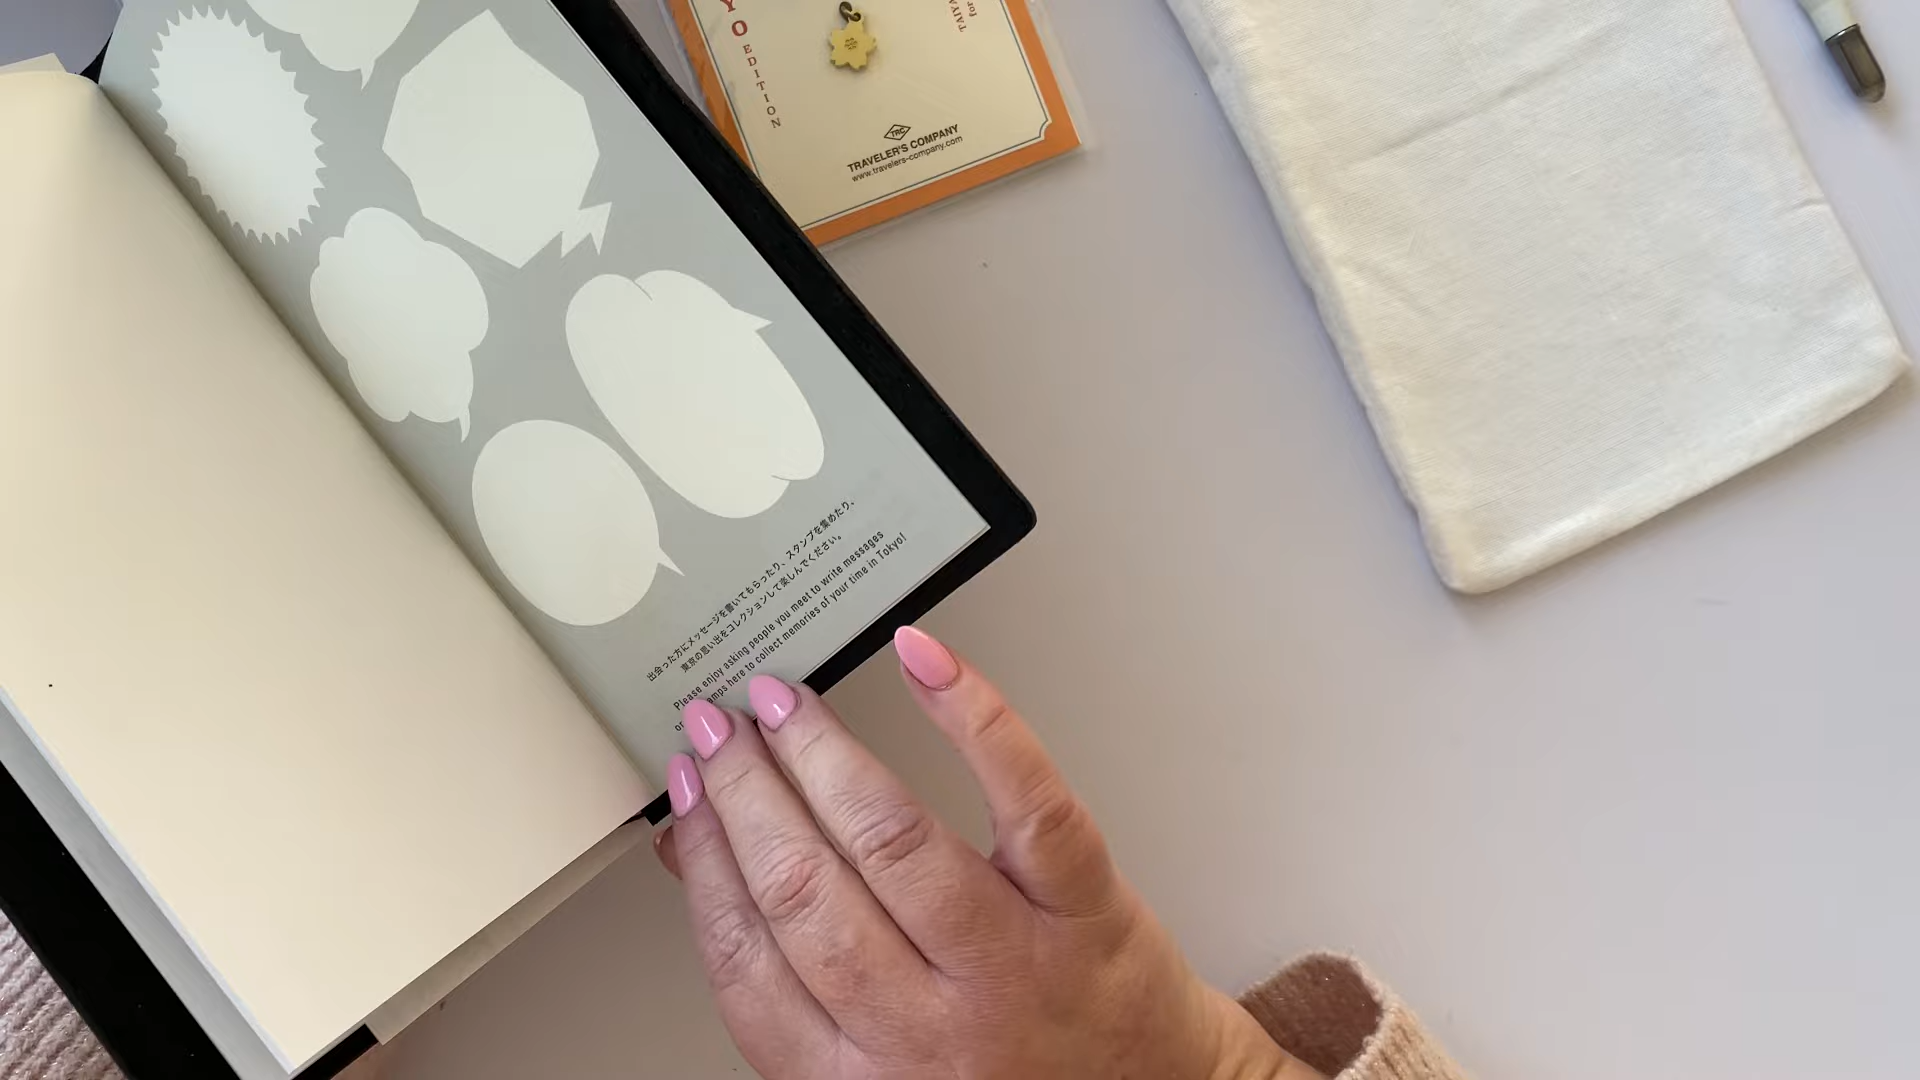 YO
EDITION
TRC
TRAVELER'S COMPANY
www.travelers-company.com
for
出会った方にメッセージを書いてもらったり、スタンプを集めたり、
東京の思い出をコレクションして楽しんでください。
Please enjoy asking people you meet to write messages
here to collect memories of your time in Tokyo!